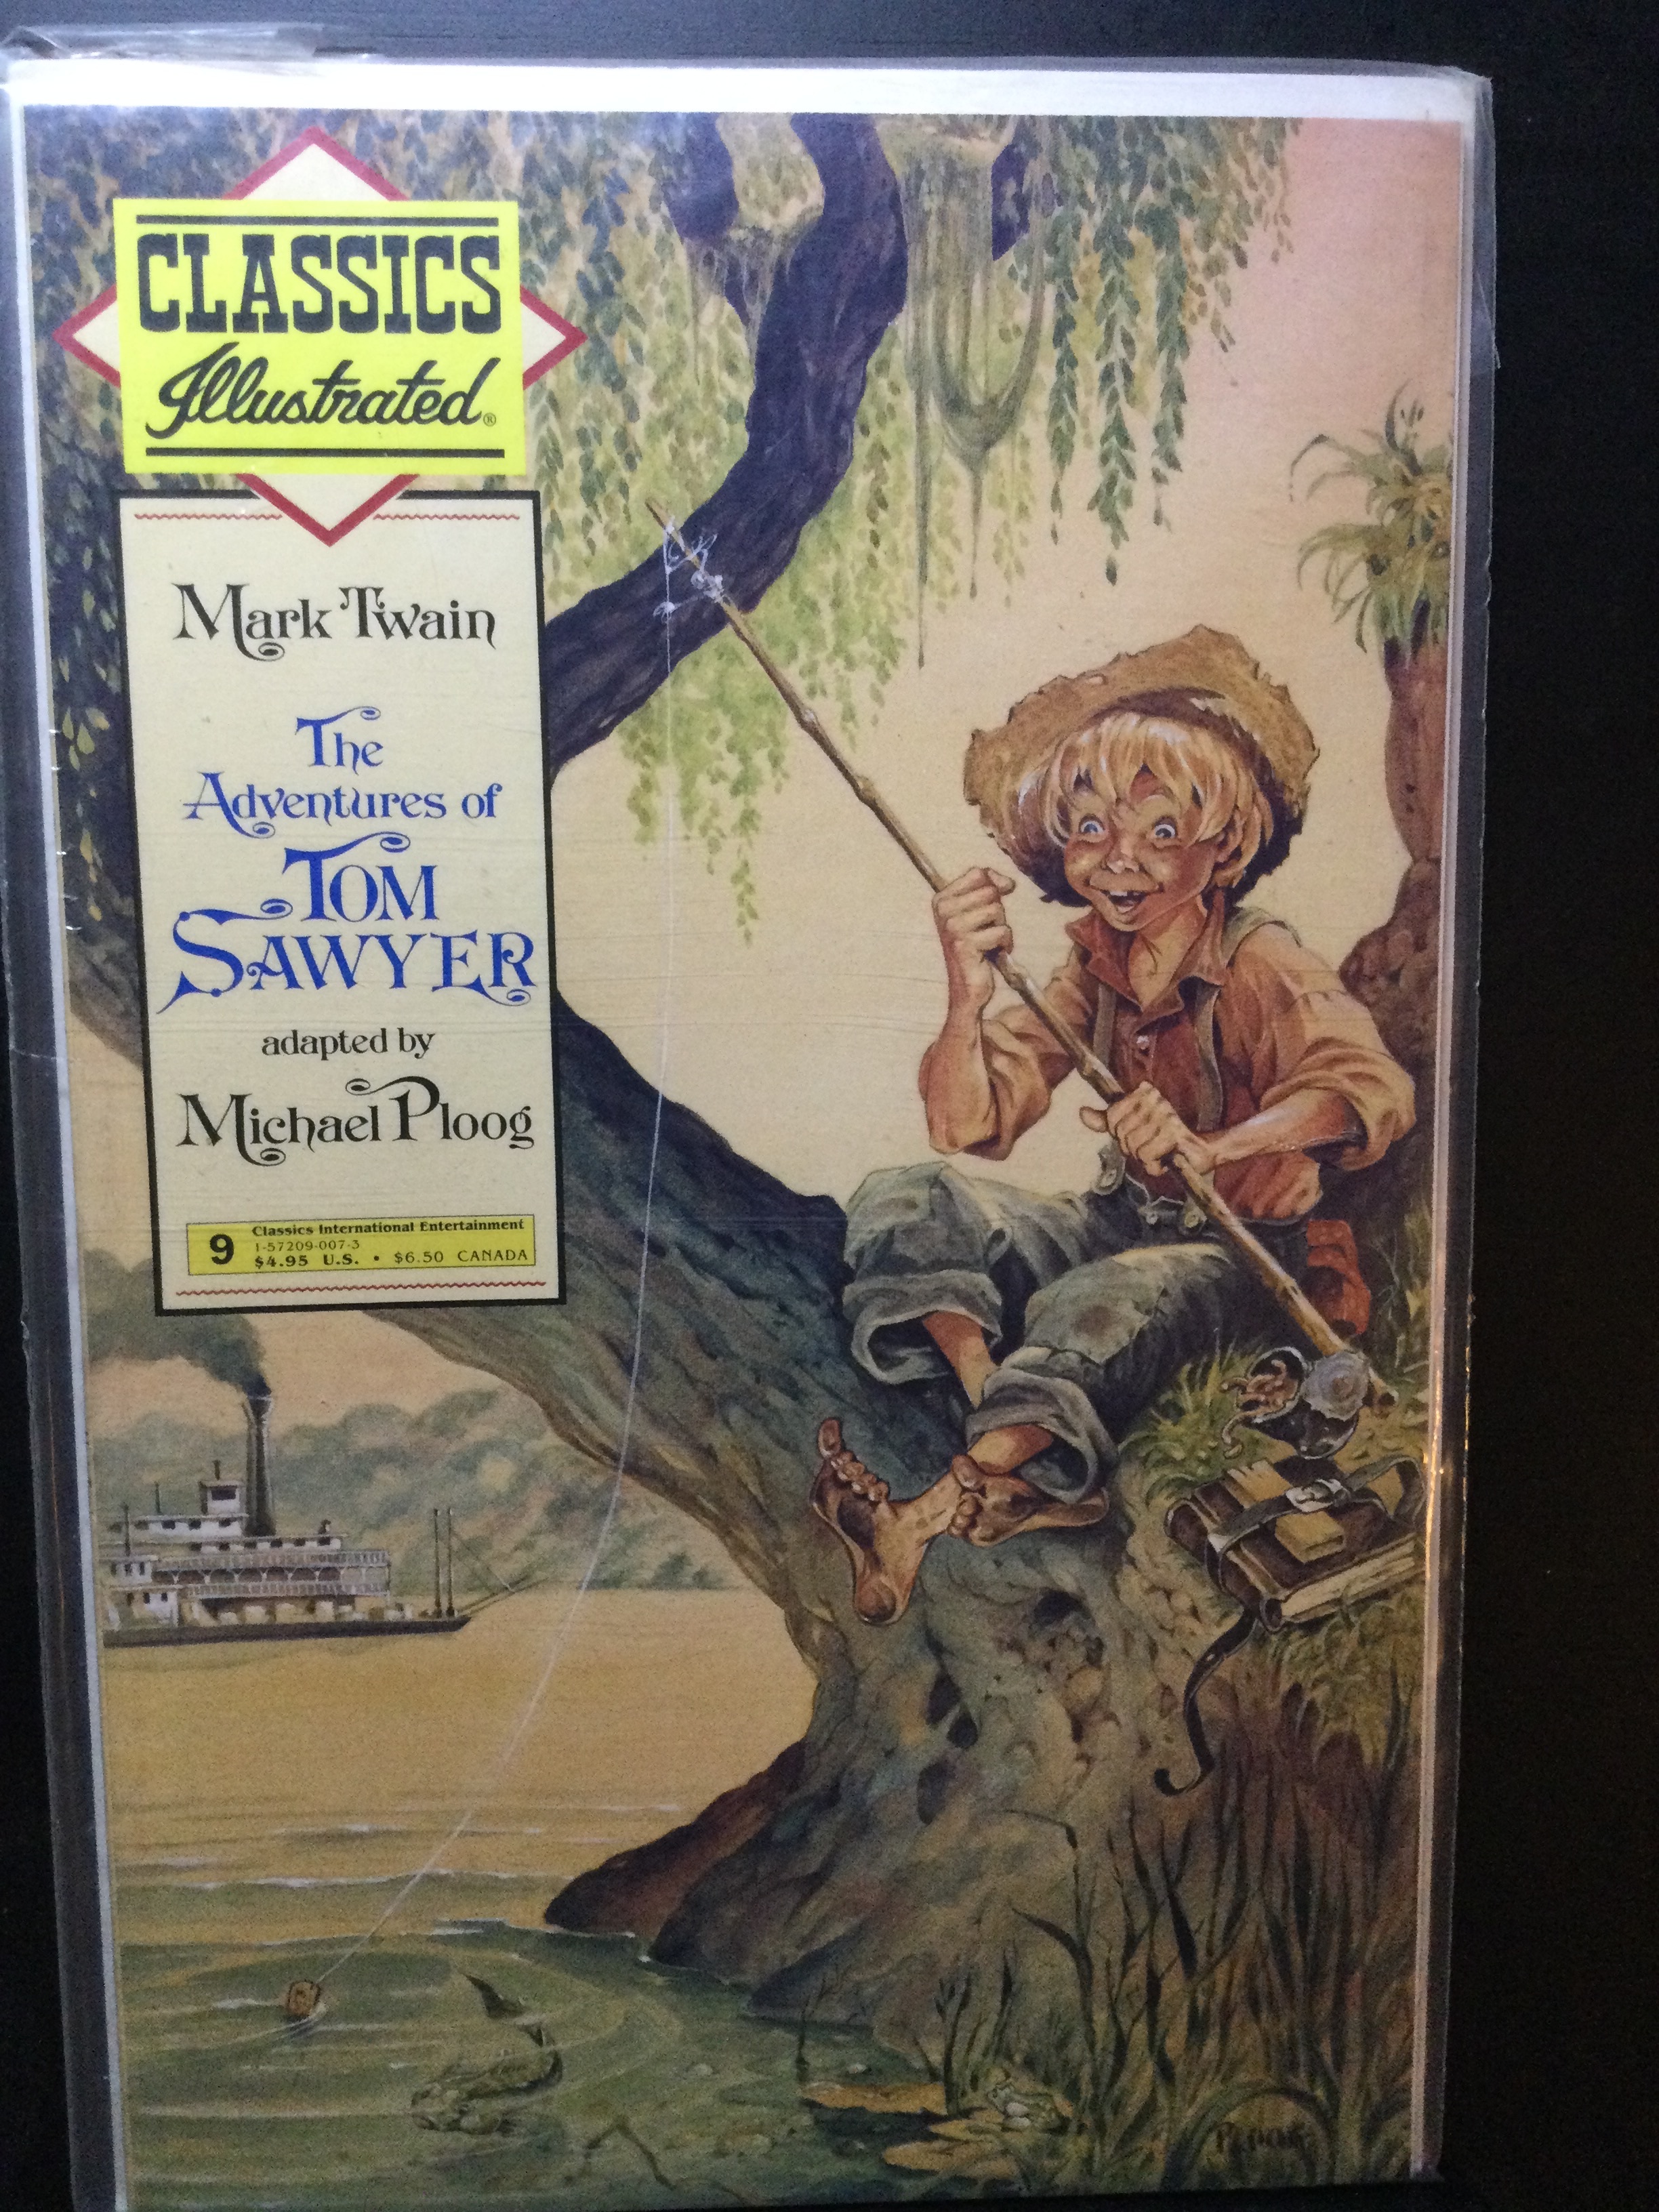 CLASSICS
Illustrated®
Mark Twain
The
Adventures of
TOM
SAWYER
adapted by
Michael Ploog
9
Classics International Entertainment
1-57209-007-3
$4.95 U.S. • $6.50 CANADA
PLOOG